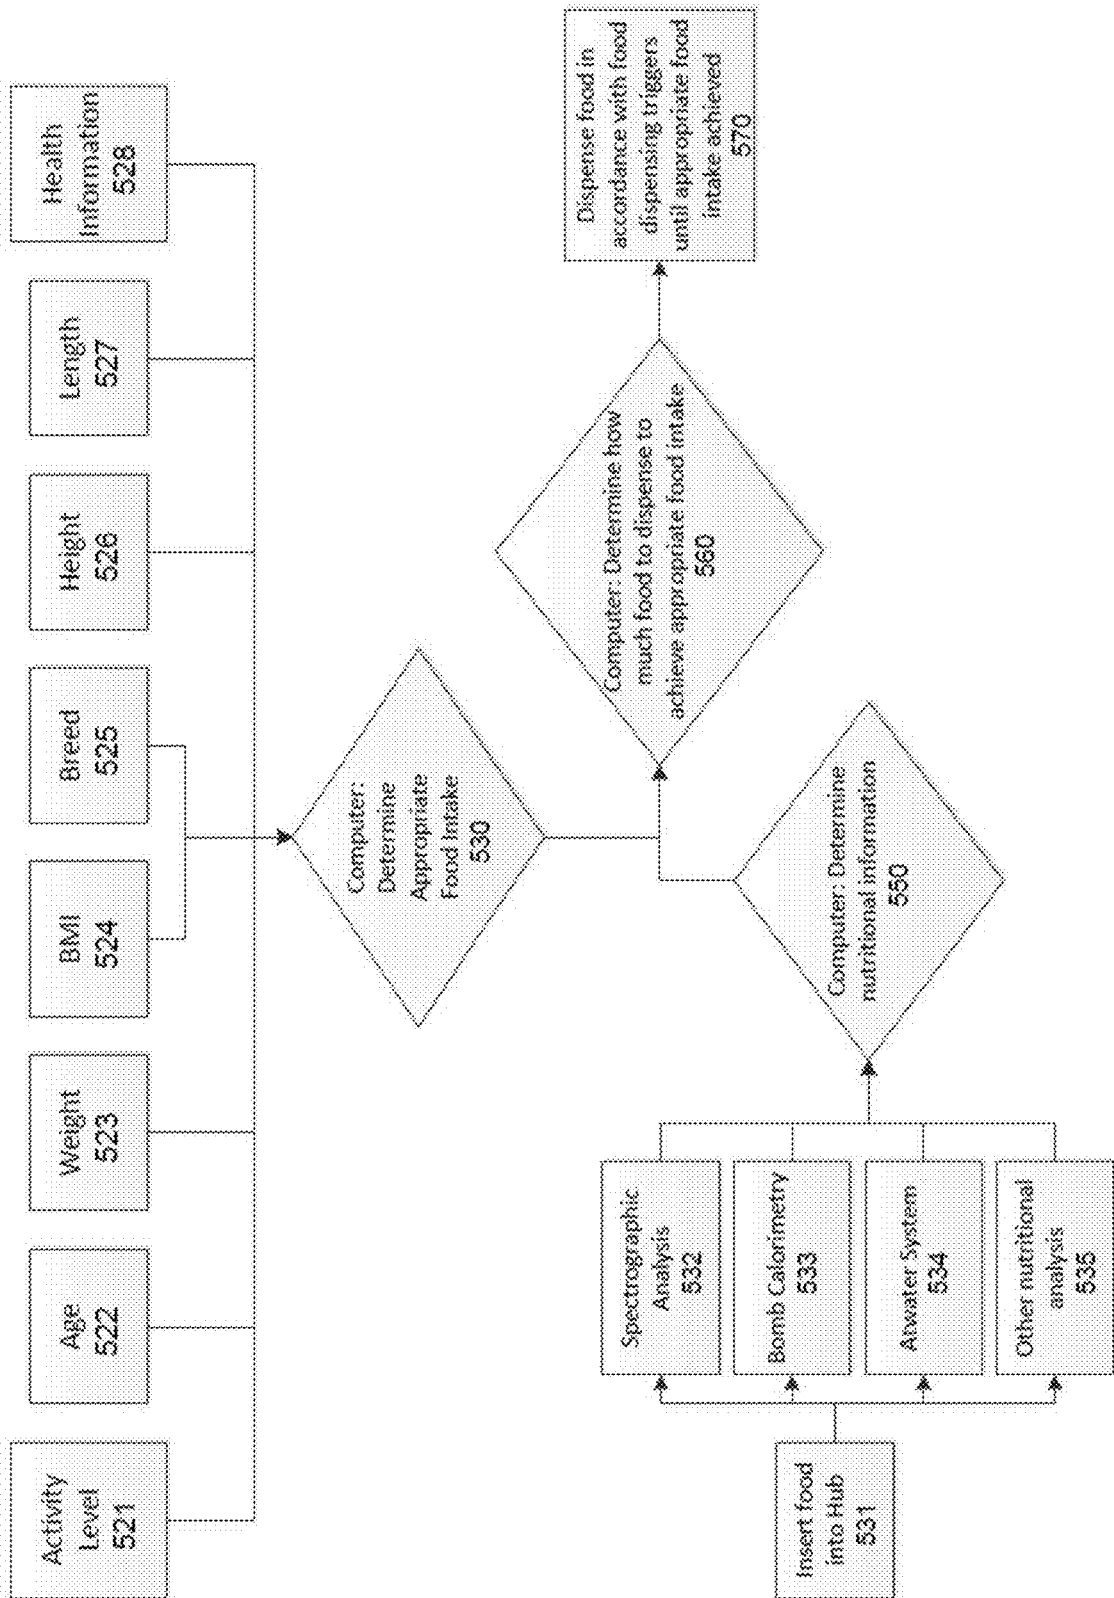 Activity
Level
521
Age
522
Weight
523
BMI
524
Breed
525
Height
526
Length
527
Health
Information
528
Computer:
Determine
Appropriate
Food Intake
530
Insert food
into Hub
531
Spectrographic
Analysis
532
Bomb Calorimetry
533
Atwater System
534
Other nutritional
analysis
535
Computer: Determine
nutritional information
550
Computer: Determine how
much food to dispense to
achieve appropriate food intake
560
Dispense food in
accordance with food
dispensing triggers
until appropriate food
intake achieved
570